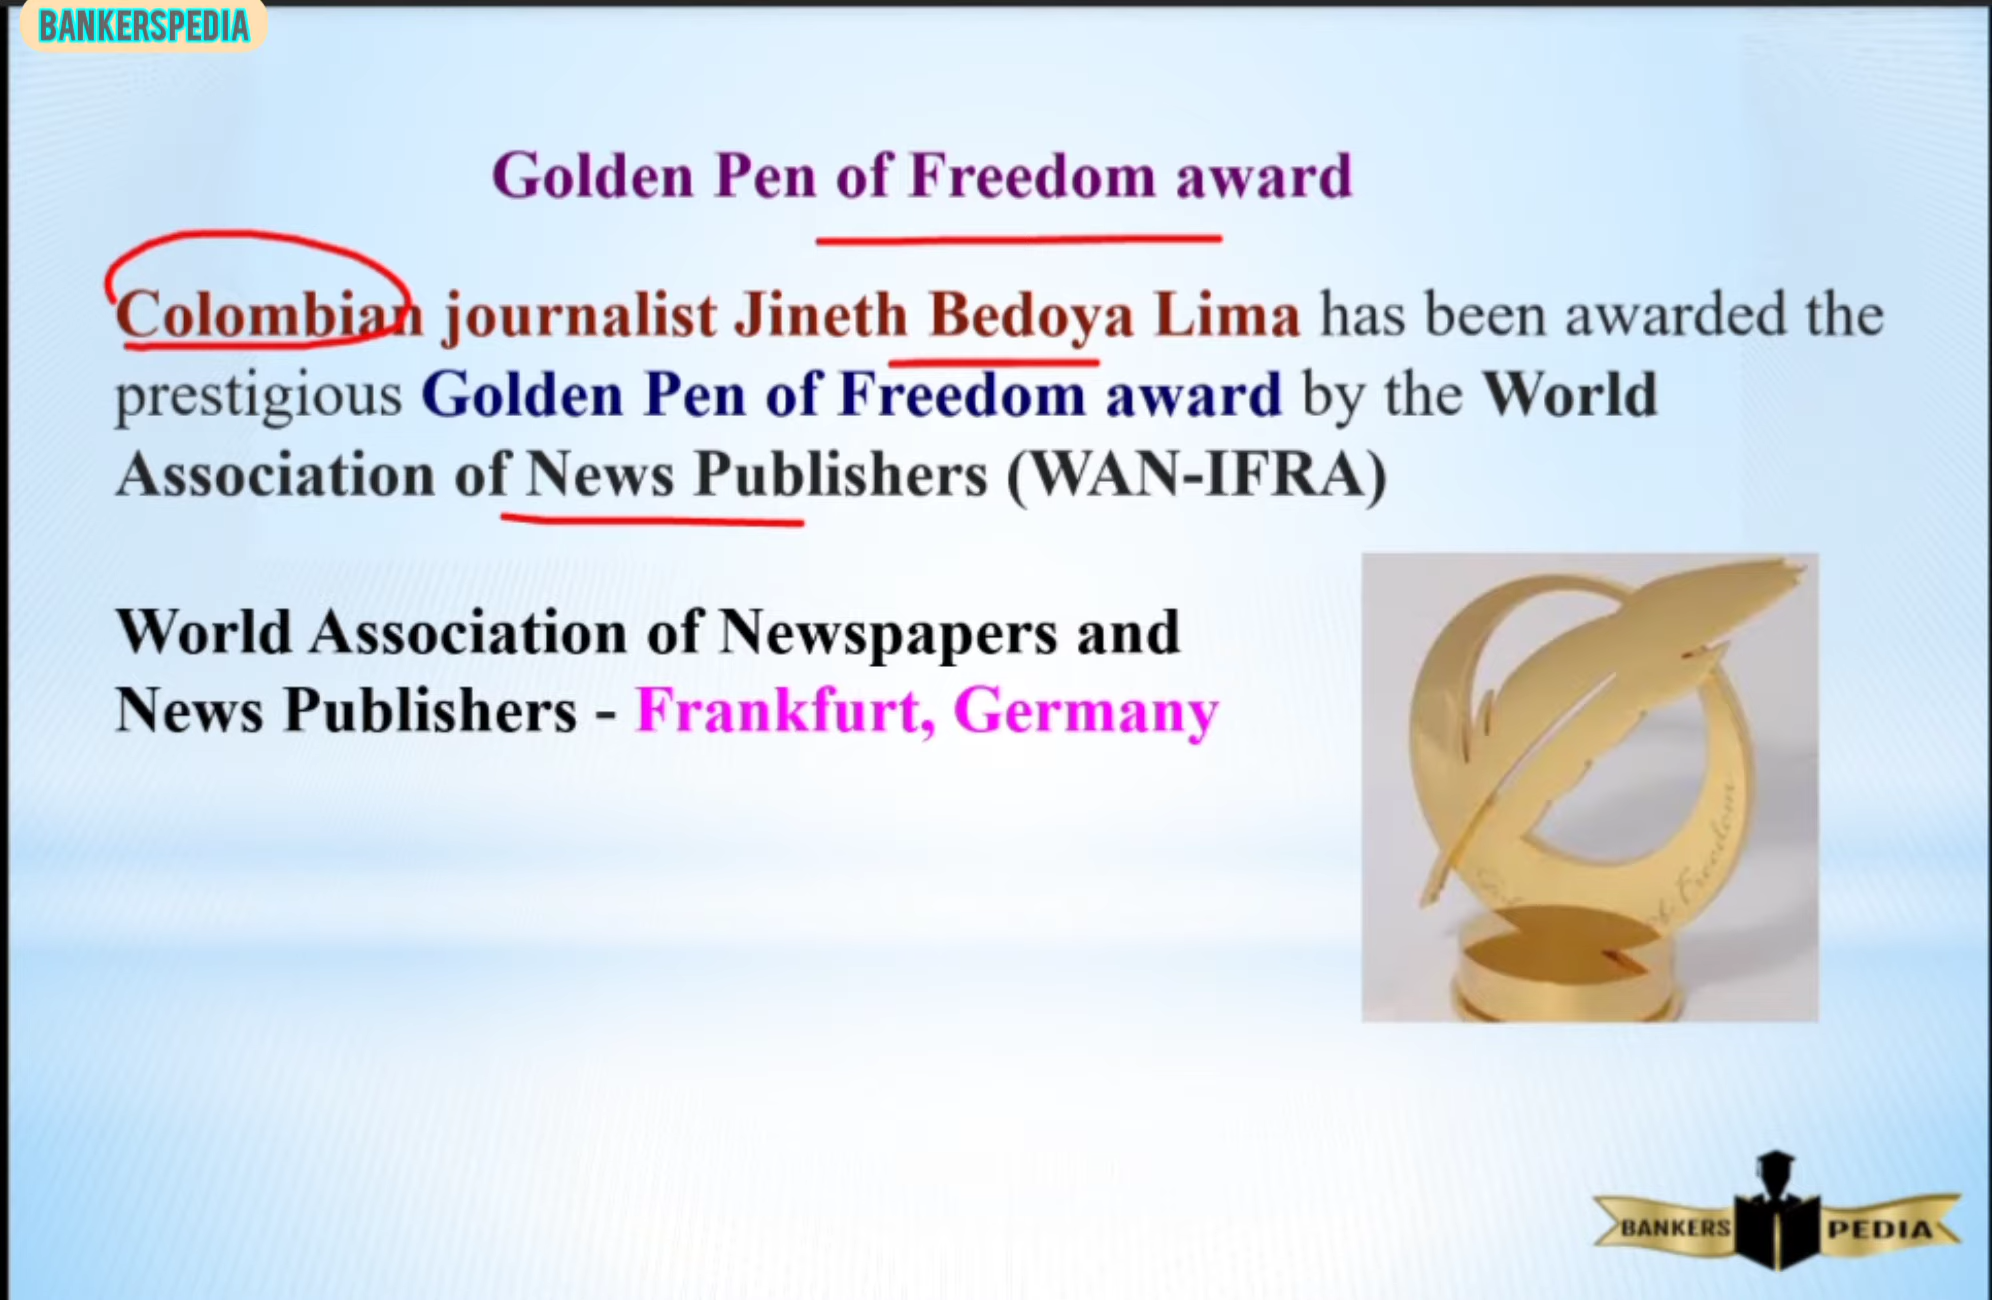 BANKERSPEDIA
Golden Pen of Freedom award
Colombian journalist Jineth Bedoya Lima has been awarded the
prestigious Golden Pen of Freedom award by the World
Association of News Publishers (WAN-IFRA)
World Association of Newspapers and
News Publishers - Frankfurt, Germany
of Freedom
BANKERS PEDIA